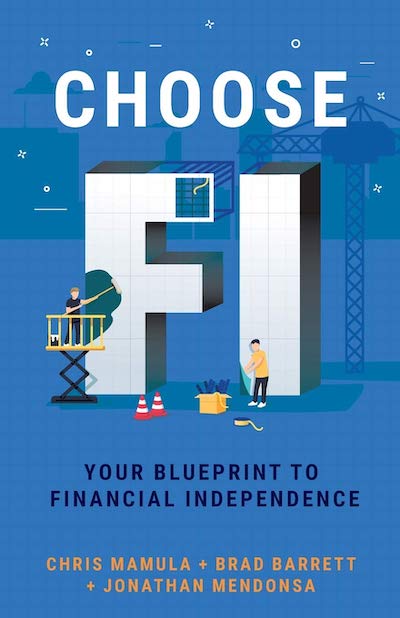 CHOOSE
FI
YOUR BLUEPRINT TO
FINANCIAL INDEPENDENCE
CHRIS MAMULA + BRAD BARRETT
+ JONATHAN MENDONSA